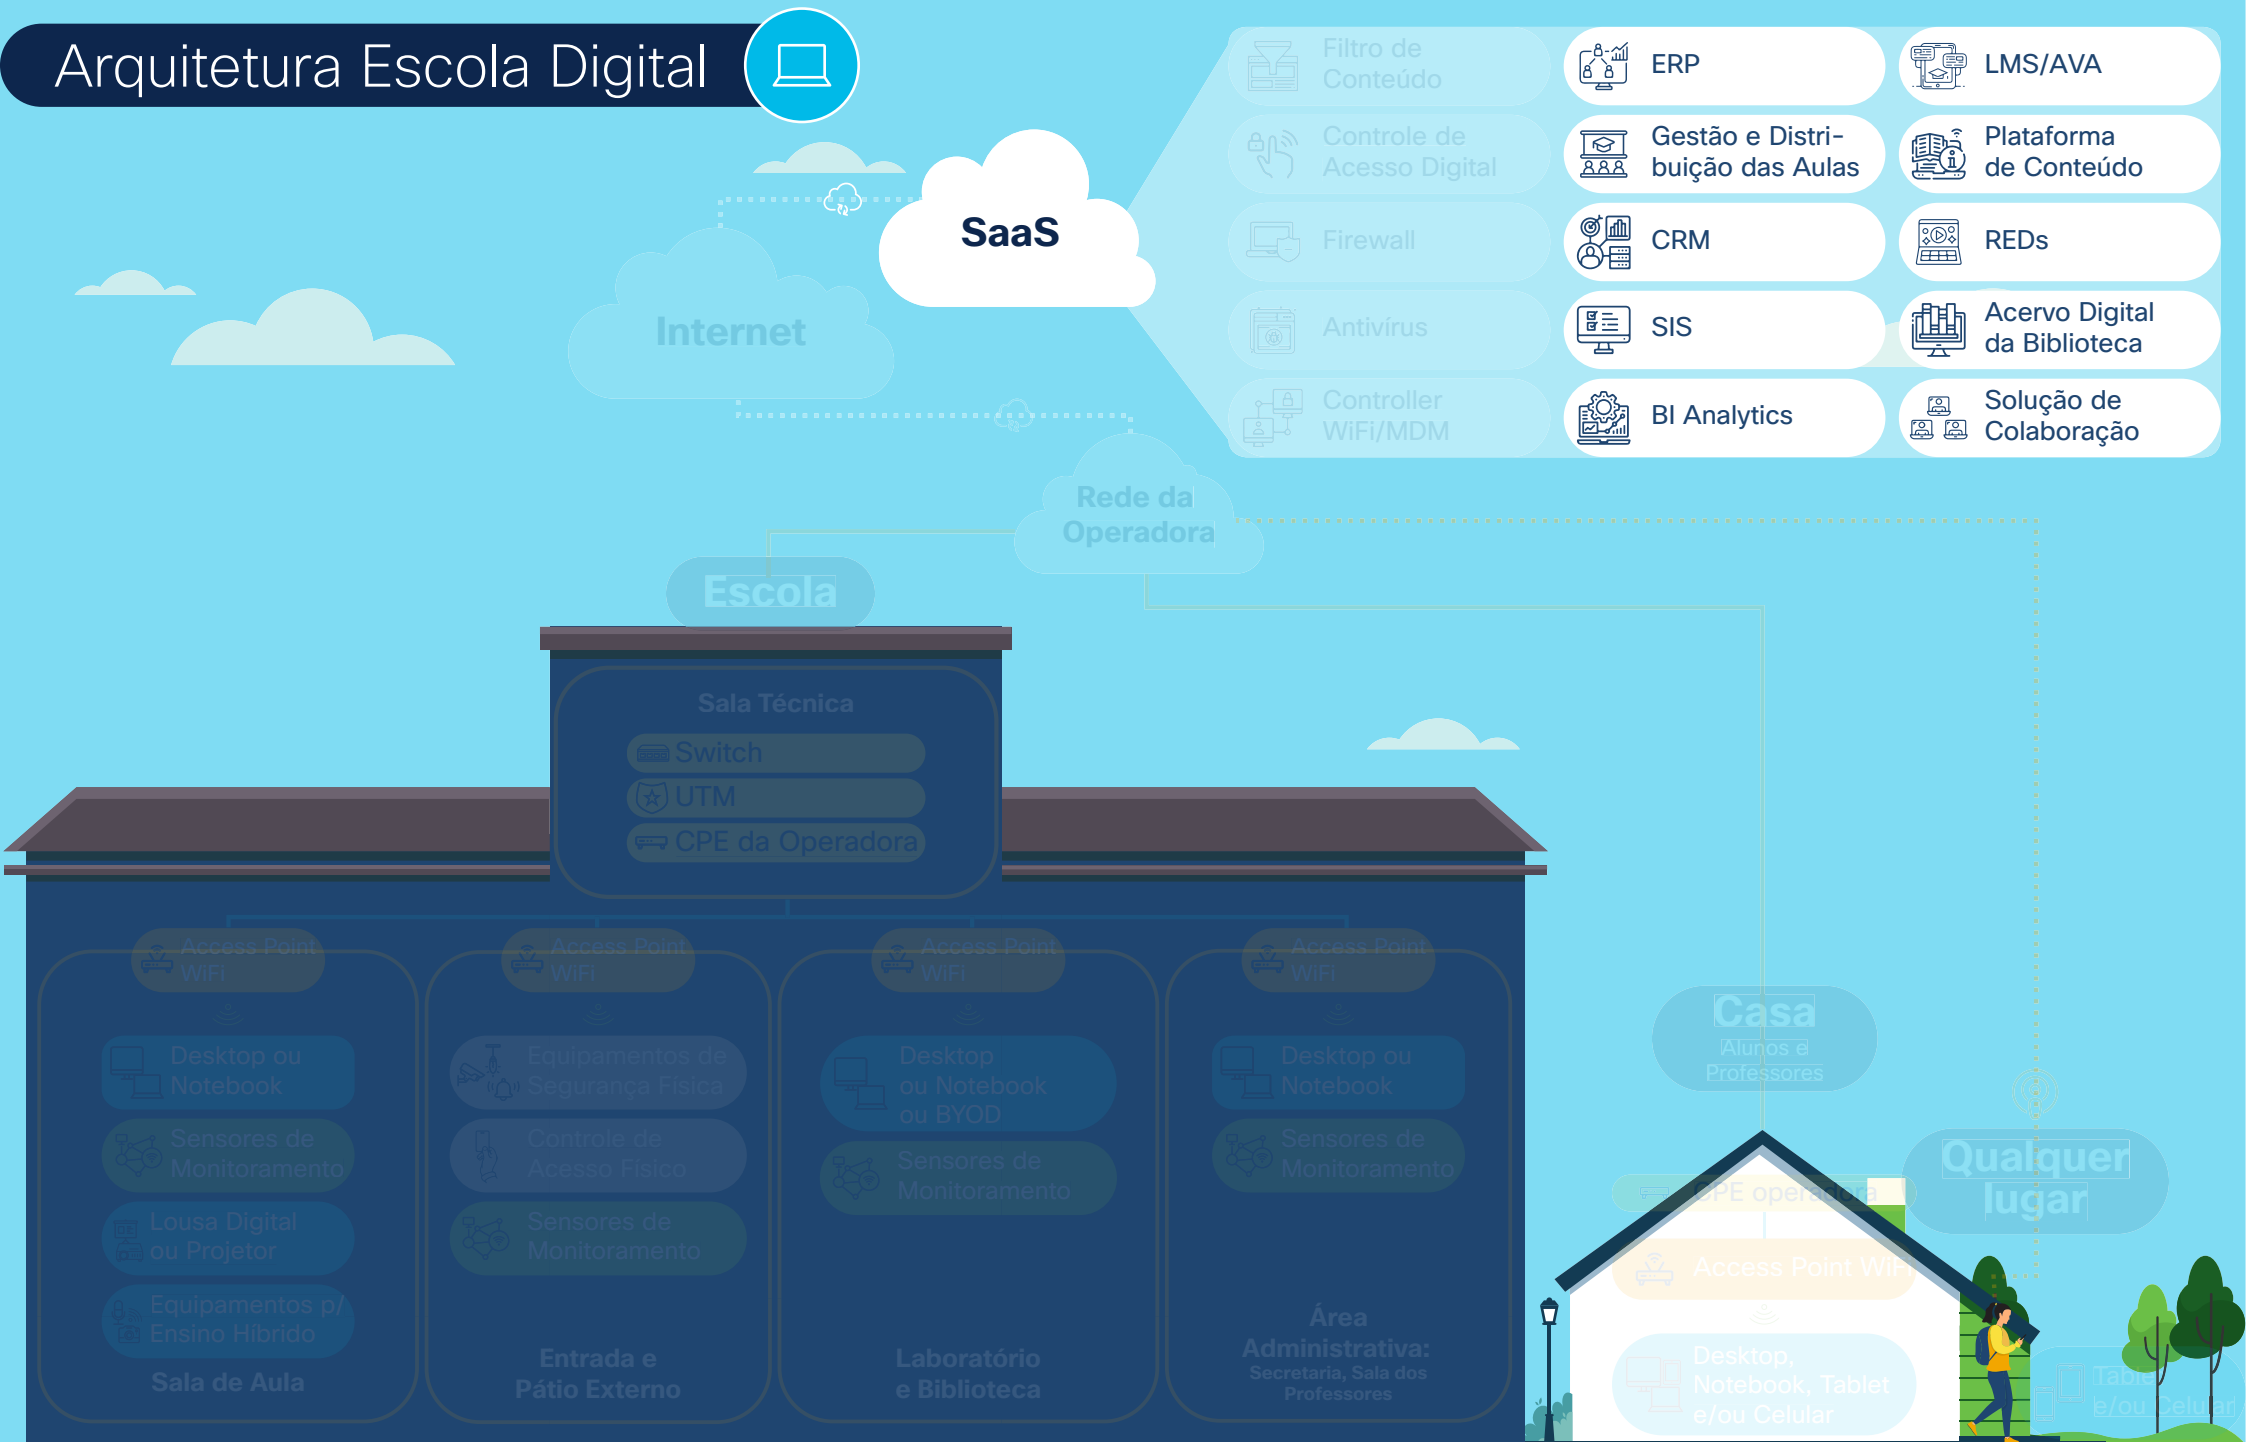 Arquitetura Escola Digital
Filtro de
Conteúdo
ERP
LMS/AVA
Controle de
Acesso Digital
Gestão e Distri-
buição das Aulas
Plataforma
de Conteúdo
SaaS
Firewall
CRM
REDs
Internet
Antivírus
SIS
Acervo Digital
da Biblioteca
Controller
WiFi/MDM
BI Analytics
Solução de
Colaboração
Rede da
Operadora
Escola
Sala Técnica
Switch
UTM
CPE da Operadora
Access Point
WiFi
Desktop ou
Notebook
Sensores de
Monitoramento
Lousa Digital
ou Projetor
Equipamentos p/
Ensino Híbrido
Sala de Aula
Access Point
WiFi
Equipamentos de
Segurança Física
Controle de
Acesso Físico
Sensores de
Monitoramento
Entrada e
Pátio Externo
Access Point
WiFi
Desktop
ou Notebook
ou BYOD
Sensores de
Monitoramento
Laboratório
e Biblioteca
Access Point
WiFi
Desktop ou
Notebook
Sensores de
Monitoramento
Área
Administrativa:
Secretaria, Sala dos
Professores
Casa
Alunos e
Professores
CPE operadora
Access Point WiFi
Desktop,
Notebook, Tablet
e/ou Celular
Qualquer
lugar
Tablet
e/ou Celular